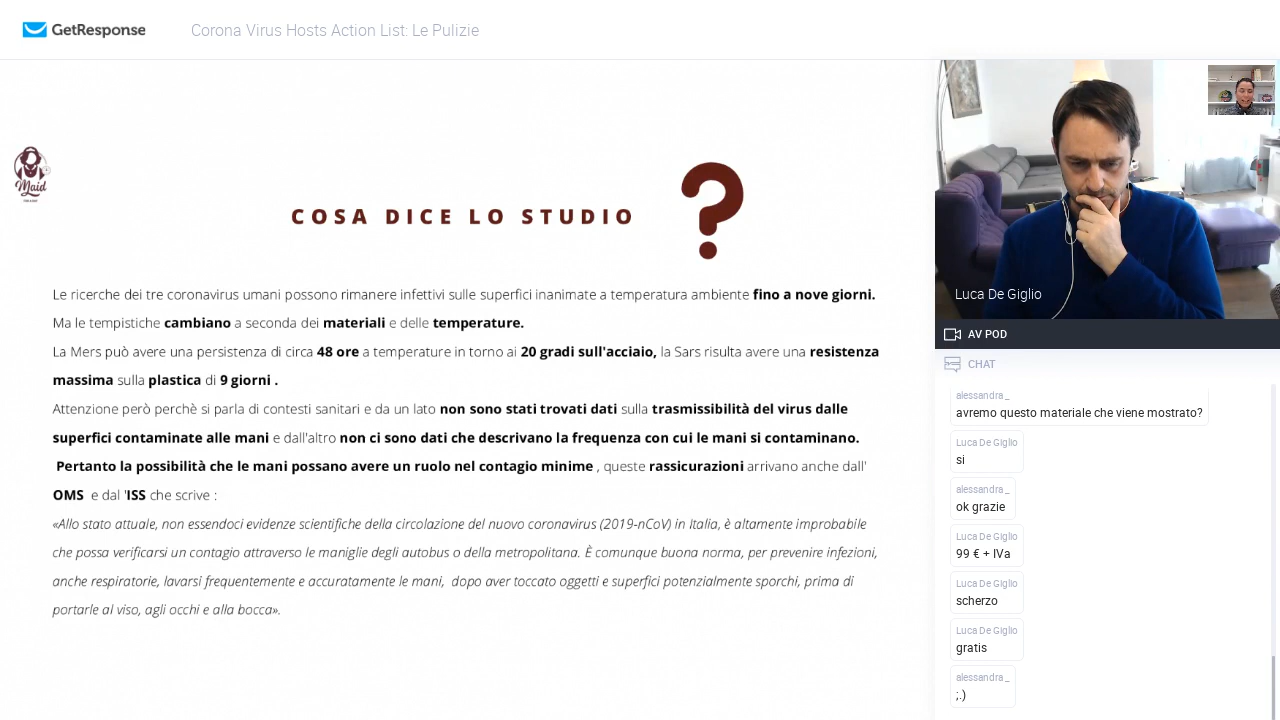 GetResponse
Corona Virus Hosts Action List: Le Pulizie
Maid
COSA DICE LO STUDIO ?
Le ricerche dei tre coronavirus umani possono rimanere infettivi sulle superfici inanimate a temperatura ambiente fino a nove giorni.
Ma le tempistiche cambiano a seconda dei materiali e delle temperature.
La Mers può avere una persistenza di circa 48 ore a temperature in torno ai 20 gradi sull'acciaio, la Sars risulta avere una resistenza
massima sulla plastica di 9 giorni .
Attenzione però perchè si parla di contesti sanitari e da un lato non sono stati trovati dati sulla trasmissibilità del virus dalle
superfici contaminate alle mani e dall'altro non ci sono dati che descrivano la frequenza con cui le mani si contaminano.
Pertanto la possibilità che le mani possano avere un ruolo nel contagio minime , queste rassicurazioni arrivano anche dall'
OMS e dal 'ISS che scrive :
«Allo stato attuale, non essendoci evidenze scientifiche della circolazione del nuovo coronavirus (2019-nCoV) in Italia, è altamente improbabile
che possa verificarsi un contagio attraverso le maniglie degli autobus o della metropolitana. È comunque buona norma, per prevenire infezioni,
anche respiratorie, lavarsi frequentemente e accuratamente le mani, dopo aver toccato oggetti e superfici potenzialmente sporchi, prima di
portarle al viso, agli occhi e alla bocca».
Luca De Giglio
AV POD
CHAT
alessandra _
avremo questo materiale che viene mostrato?
Luca De Giglio
si
alessandra _
ok grazie
Luca De Giglio
99 € + IVa
Luca De Giglio
scherzo
Luca De Giglio
gratis
alessandra _
;.)